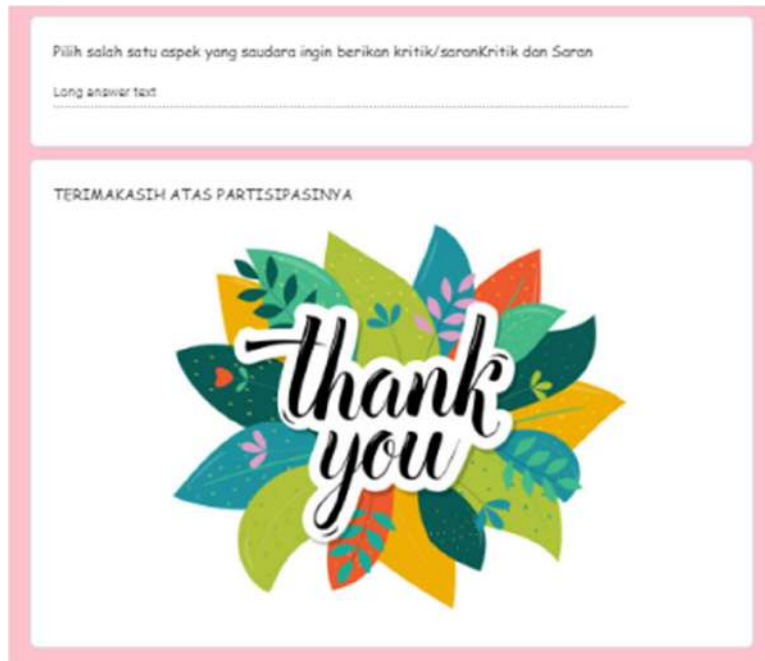 Pilih salah satu aspek yang saudara ingin berikan kritik/saranKritik dan Saran
Long answer text
TERIMAKASIH ATAS PARTISIPASINYA
thank
you